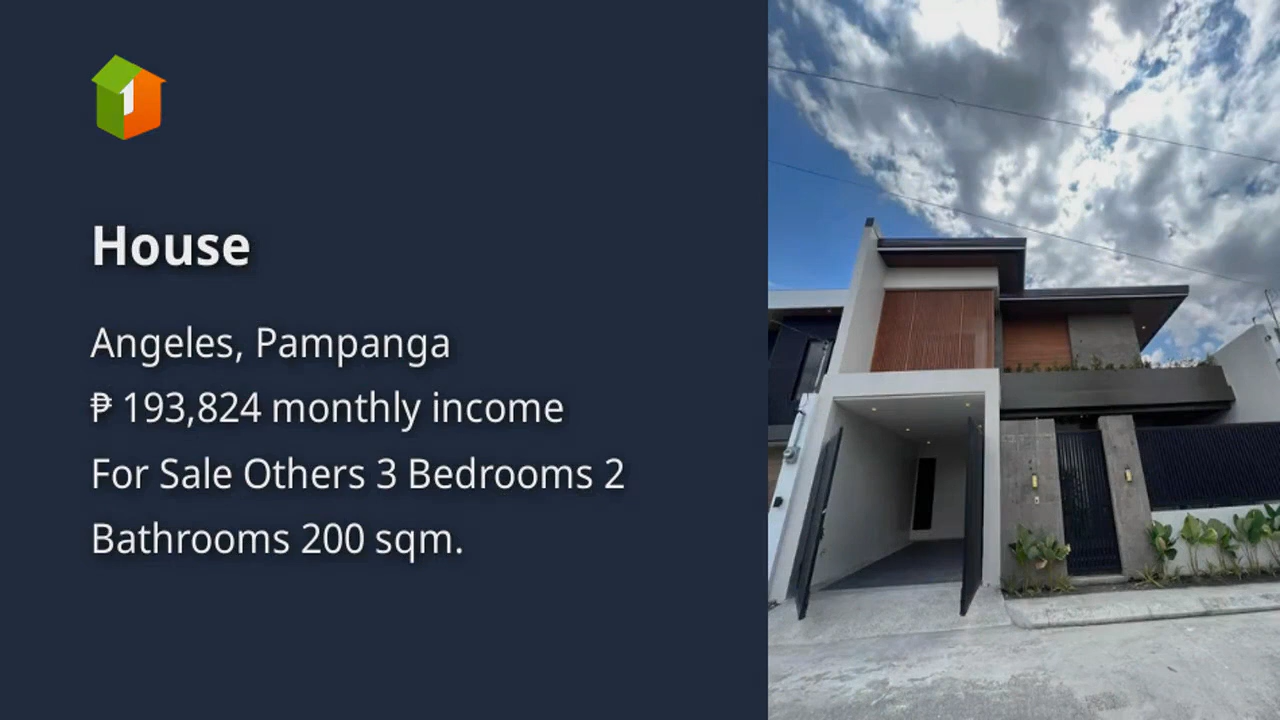 House
Angeles, Pampanga
₱ 193,824 monthly income
For Sale Others 3 Bedrooms 2
Bathrooms 200 sqm.